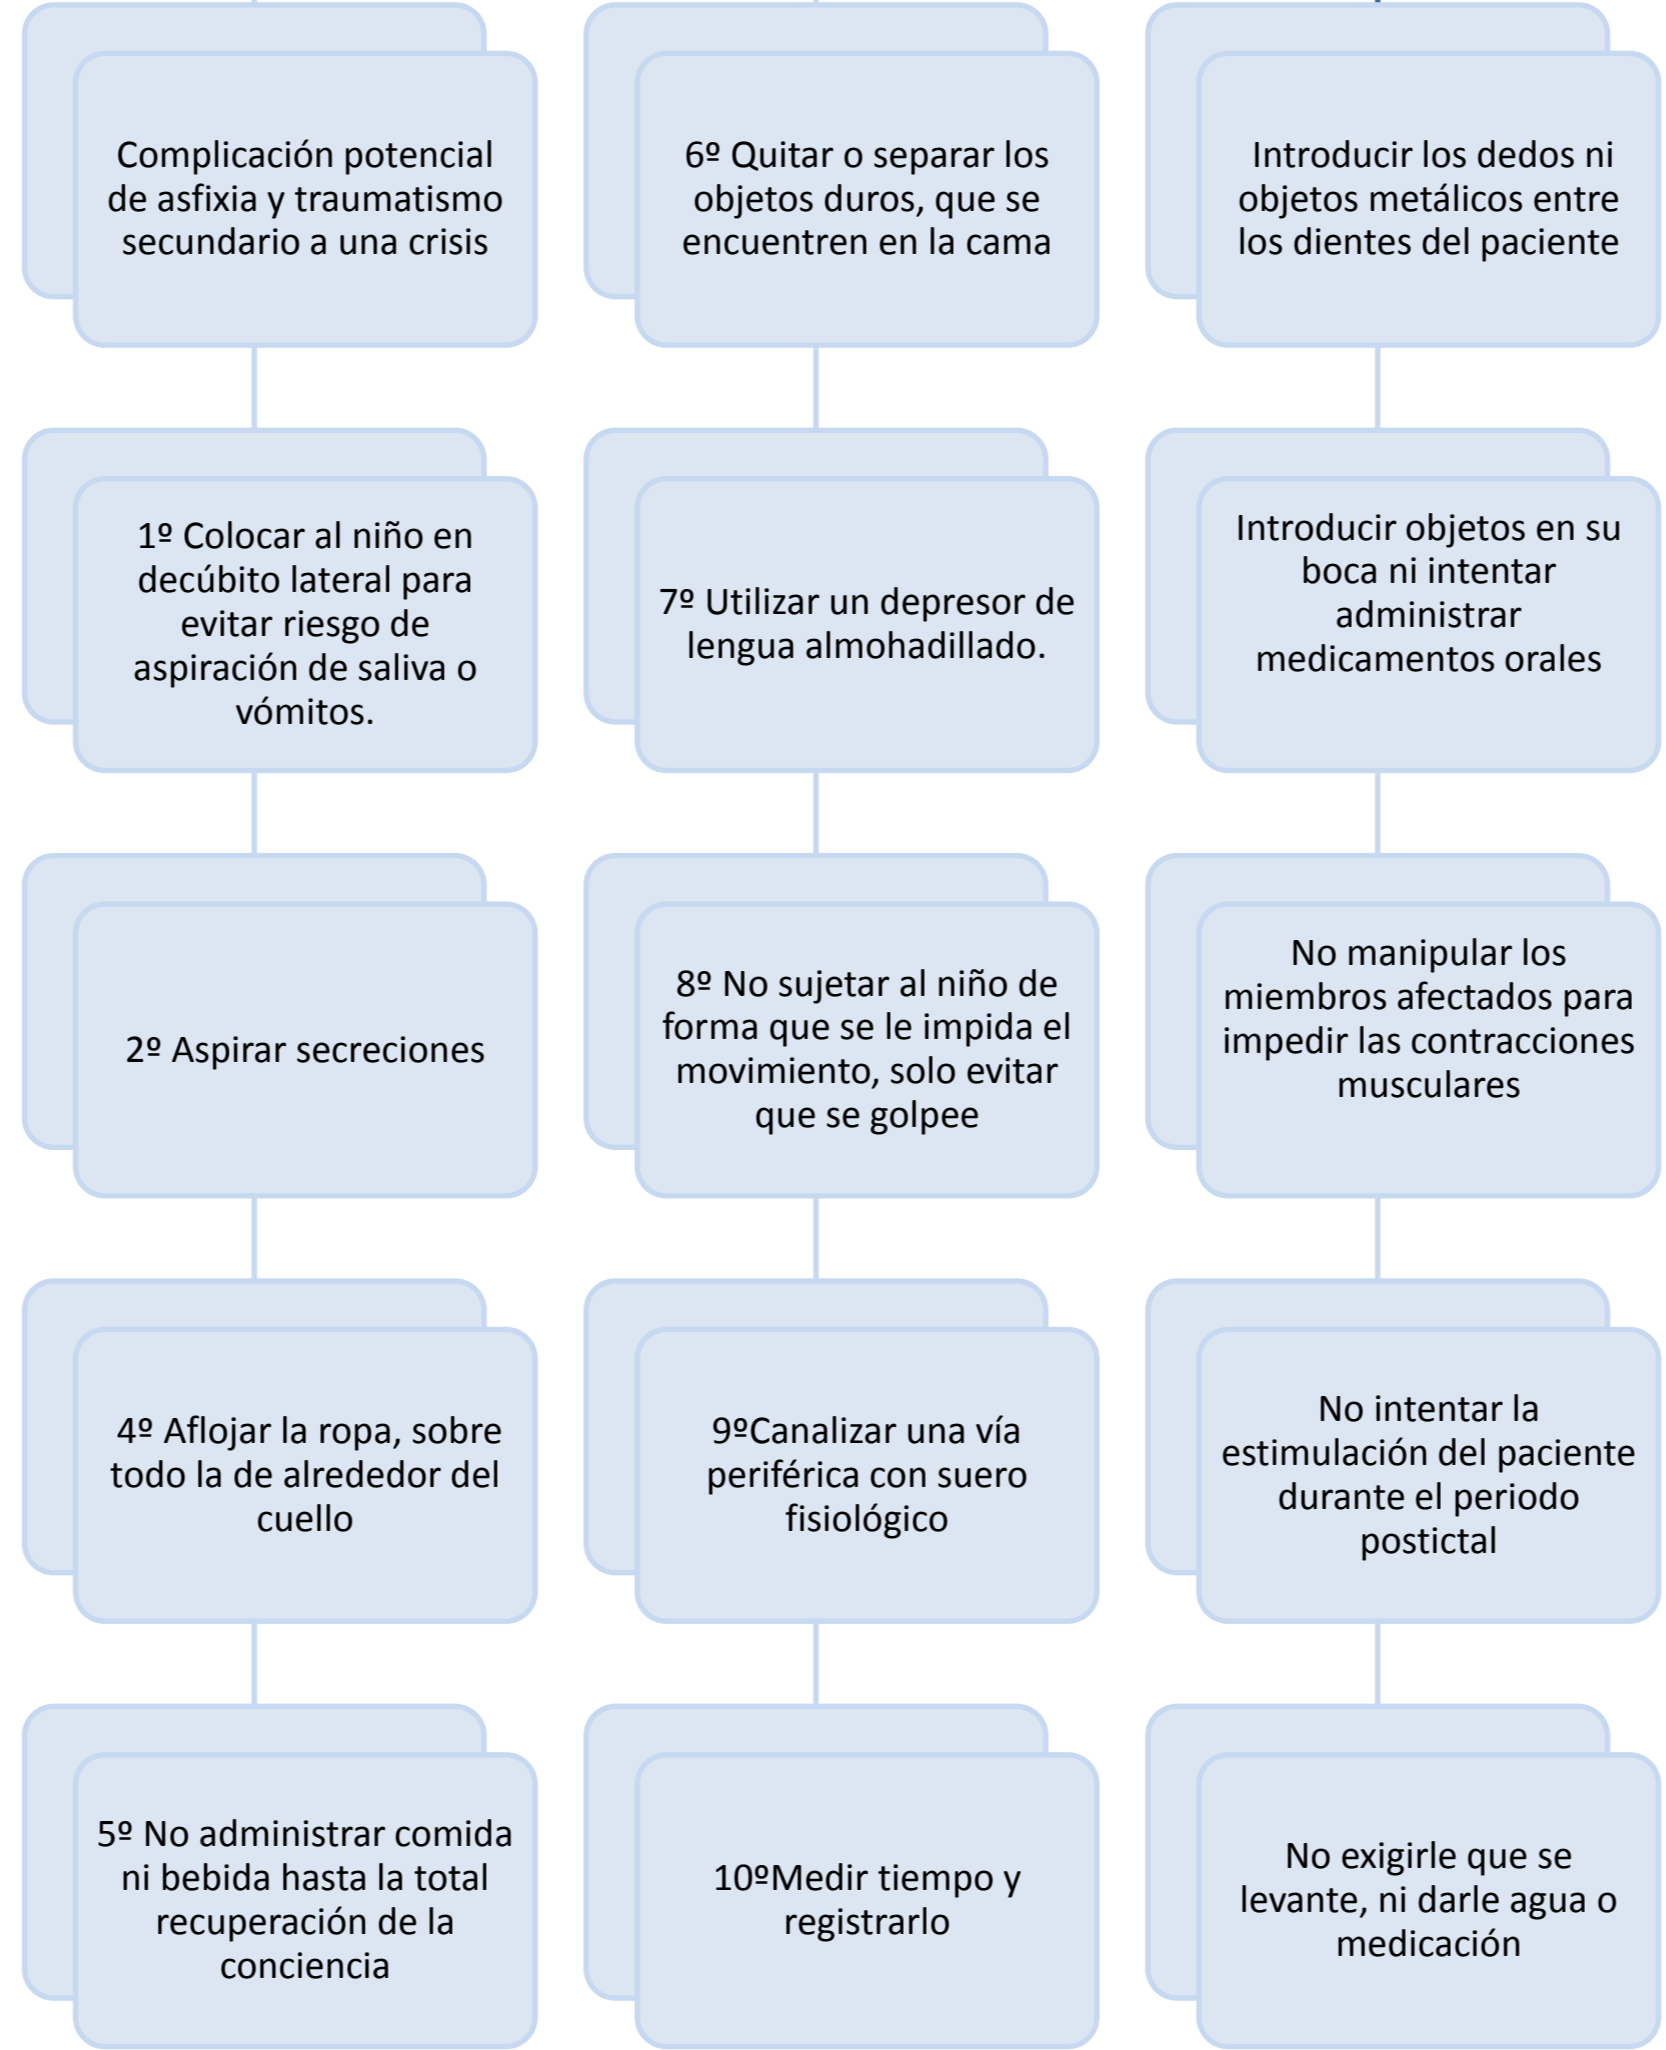 Complicación potencial
de asfixia y traumatismo
secundario a una crisis
1º Colocar al niño en
decúbito lateral para
evitar riesgo de
aspiración de saliva o
vómitos.
2º Aspirar secreciones
4º Aflojar la ropa, sobre
todo la de alrededor del
cuello
5º No administrar comida
ni bebida hasta la total
recuperación de la
conciencia
6º Quitar o separar los
objetos duros, que se
encuentren en la cama
7º Utilizar un depresor de
lengua almohadillado.
8º No sujetar al niño de
forma que se le impida el
movimiento, solo evitar
que se golpee
9ºCanalizar una vía
periférica con suero
fisiológico
10ºMedir tiempo y
registrarlo
Introducir los dedos ni
objetos metálicos entre
los dientes del paciente
Introducir objetos en su
boca ni intentar
administrar
medicamentos orales
No manipular los
miembros afectados para
impedir las contracciones
musculares
No intentar la
estimulación del paciente
durante el periodo
postictal
No exigirle que se
levante, ni darle agua o
medicación